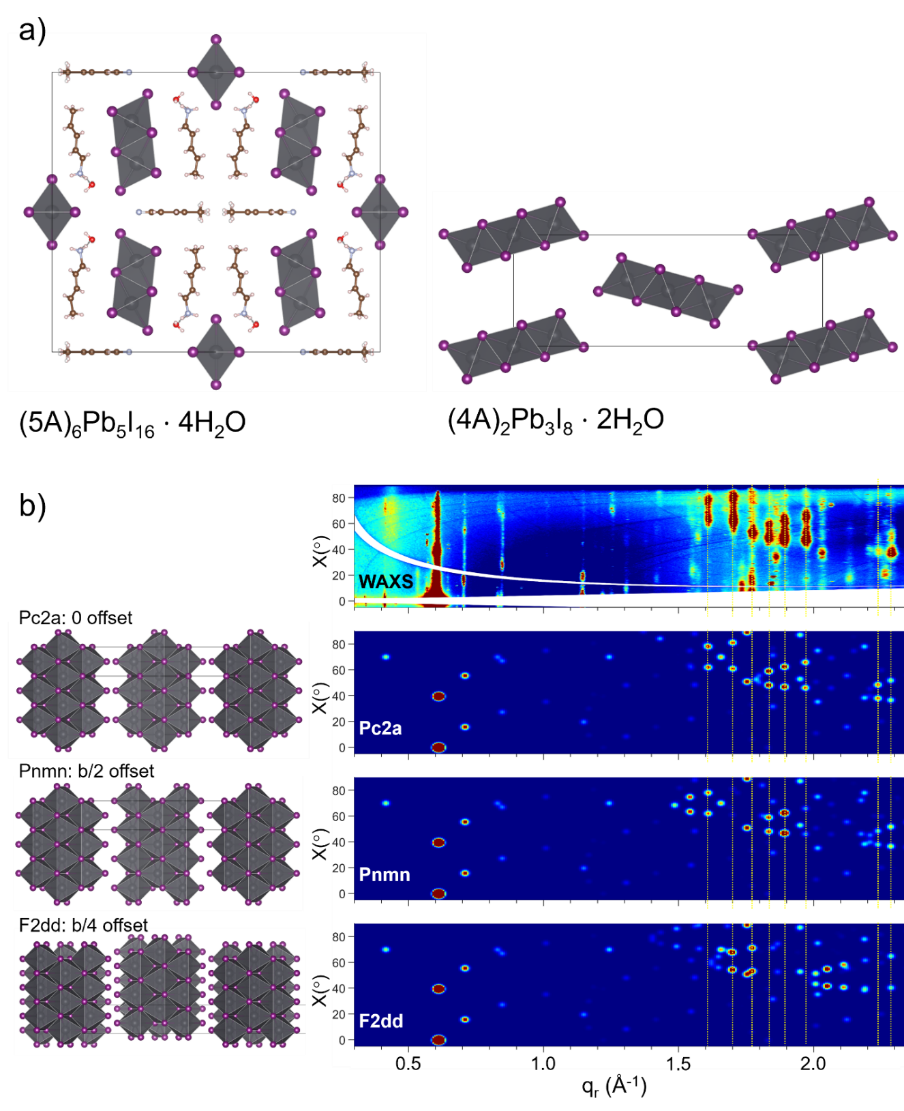 a)
(5A)₆Pb₅I₁₆ · 4H₂O
(4A)₂Pb₃I₈ · 2H₂O
b)
80
60
40
20
0
X(°)
WAXS
Pc2a: 0 offset
80
60
40
20
0
X(°)
Pc2a
Pnmn: b/2 offset
80
60
40
20
0
X(°)
Pnmn
F2dd: b/4 offset
80
60
40
20
0
X(°)
F2dd
0.5 1.0 1.5 2.0
qᵣ (Å⁻¹)